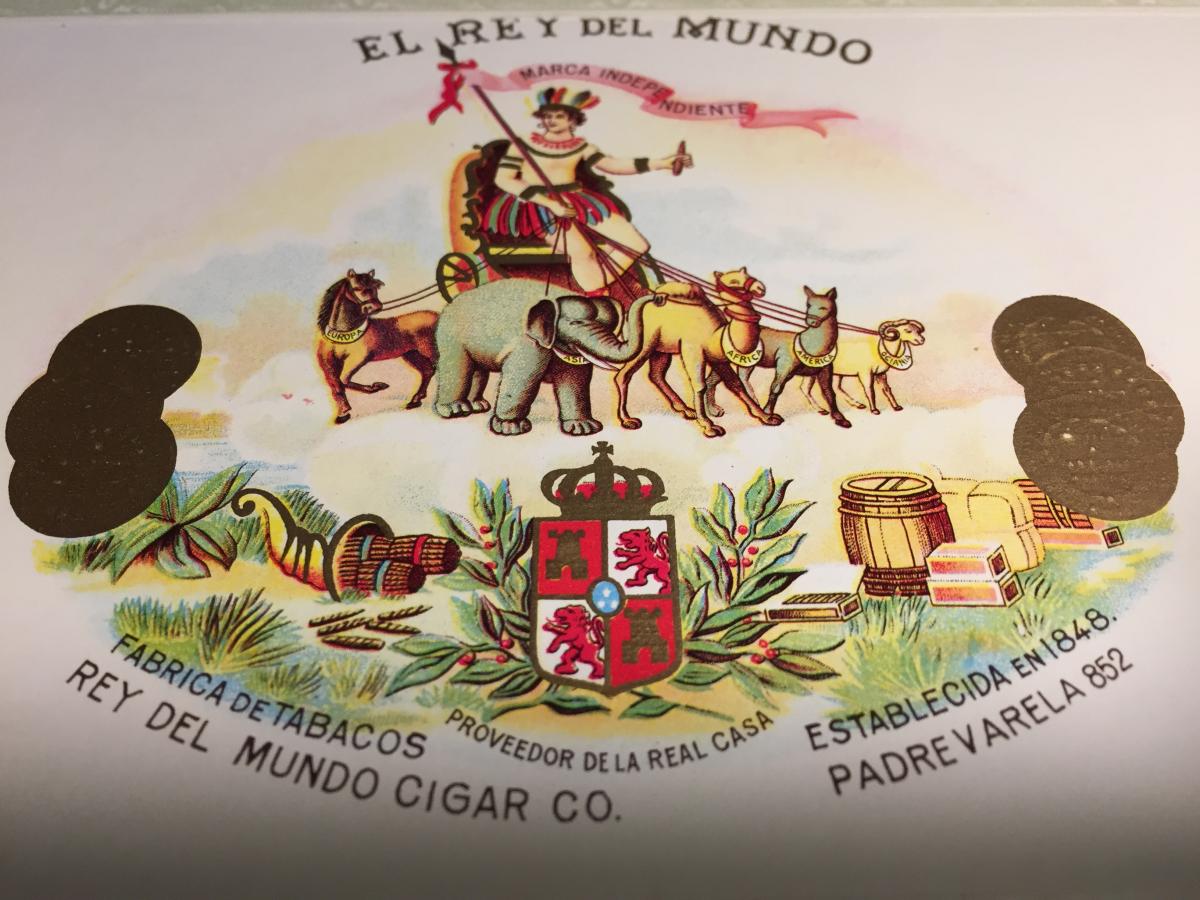 EL REY DEL MUNDO
MARCA INDEPENDIENTE
EUROPA
ASIA
AFRICA
AMERICA
OCIANIA
FABRICA DE TABACOS
PROVEEDOR DE LA REAL CASA
ESTABLECIDA EN 1848.
REY DEL MUNDO CIGAR CO.
PADRE VARELA 852